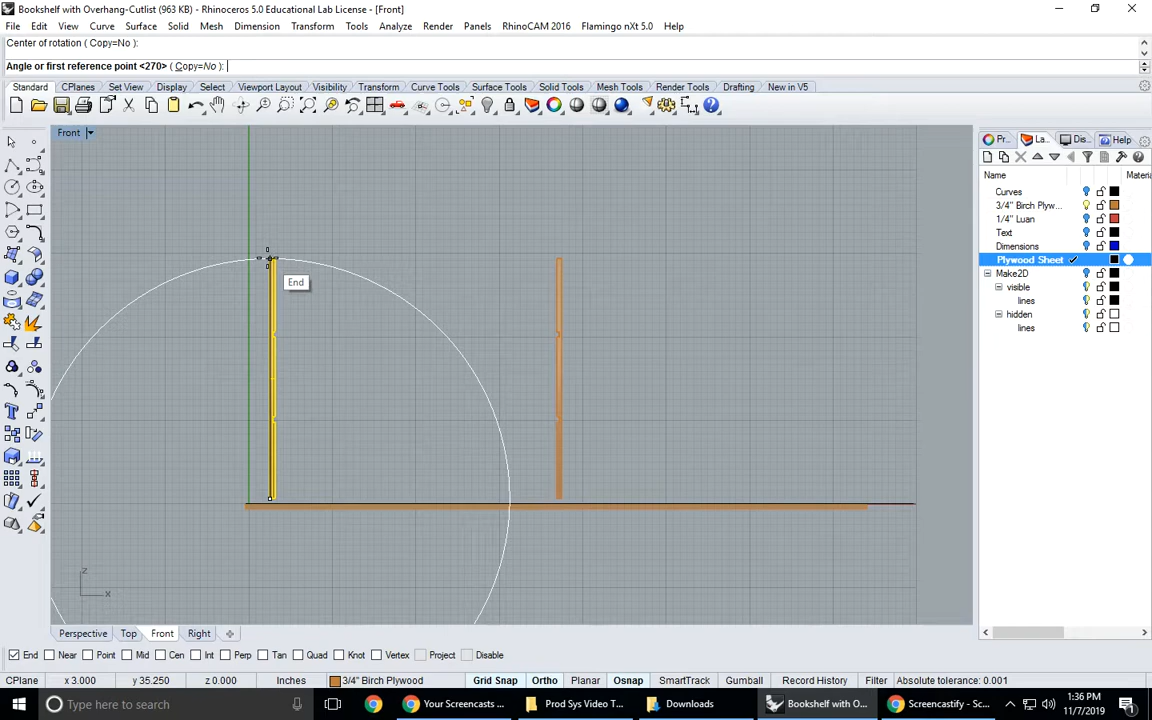 Bookshelf with Overhang-Cutlist (963 KB) - Rhinoceros 5.0 Educational Lab License - [Front]
File Edit View Curve Surface Solid Mesh Dimension Transform Tools Analyze Render Panels RhinoCAM 2016 Flamingo nXt 5.0 Help
Center of rotation ( Copy=No ):
Angle or first reference point <270> ( Copy=No ):
Standard CPlanes Set View Display Select Viewport Layout Visibility Transform Curve Tools Surface Tools Solid Tools Mesh Tools Render Tools Drafting New in V5
Front
Pr... La... Dis... Help
Name Materia
Curves
3/4" Birch Plyw...
1/4" Luan
Text
Dimensions
Plywood Sheet
Make2D
visible
lines
hidden
lines
End
z
x
Perspective Top Front Right
End Near Point Mid Cen Int Perp Tan Quad Knot Vertex Project Disable
CPlane x 3.000 y 35.250 z 0.000 Inches 3/4" Birch Plywood Grid Snap Ortho Planar Osnap SmartTrack Gumball Record History Filter Absolute tolerance: 0.001
Type here to search Your Screencasts ... Prod Sys Video T... Downloads Bookshelf with O... Screencastify - Sc... 1:36 PM
11/7/2019
1